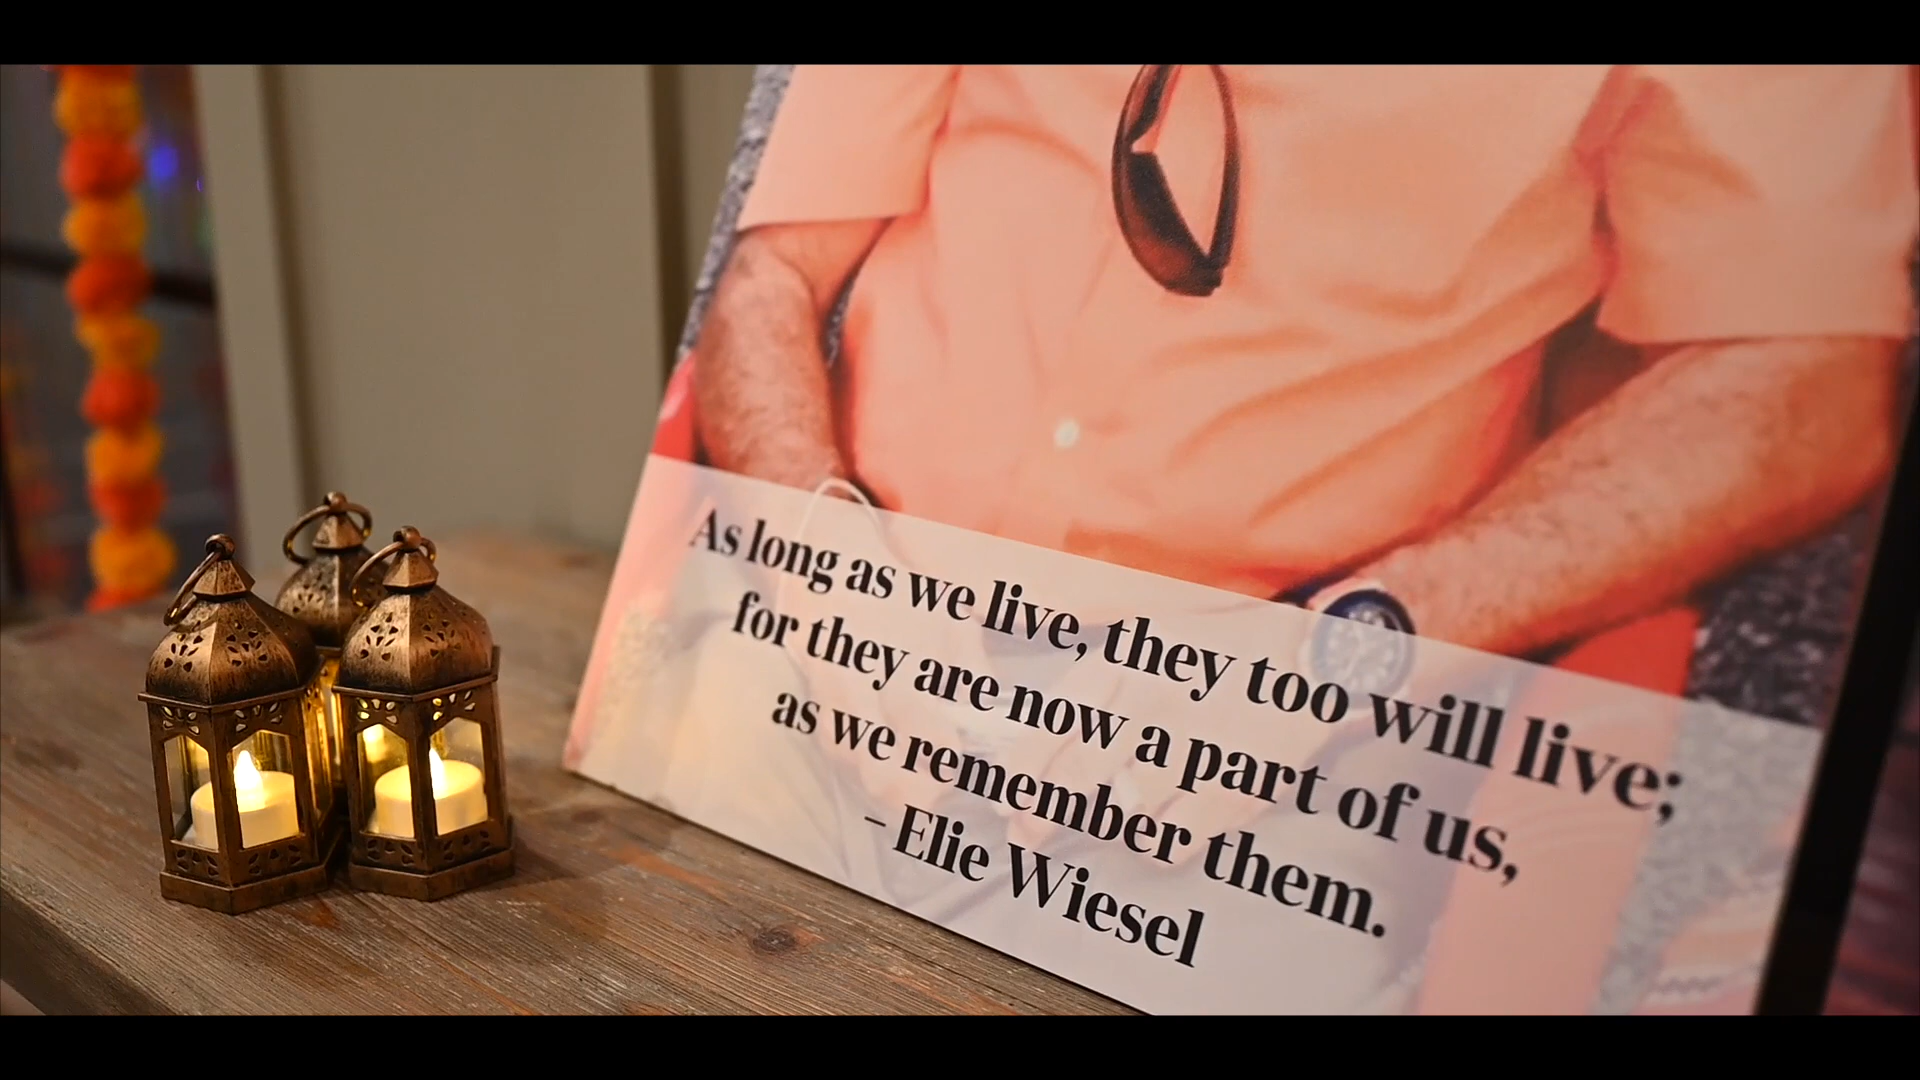 As long as we live, they too will live;
for they are now a part of us,
as we remember them.
– Elie Wiesel